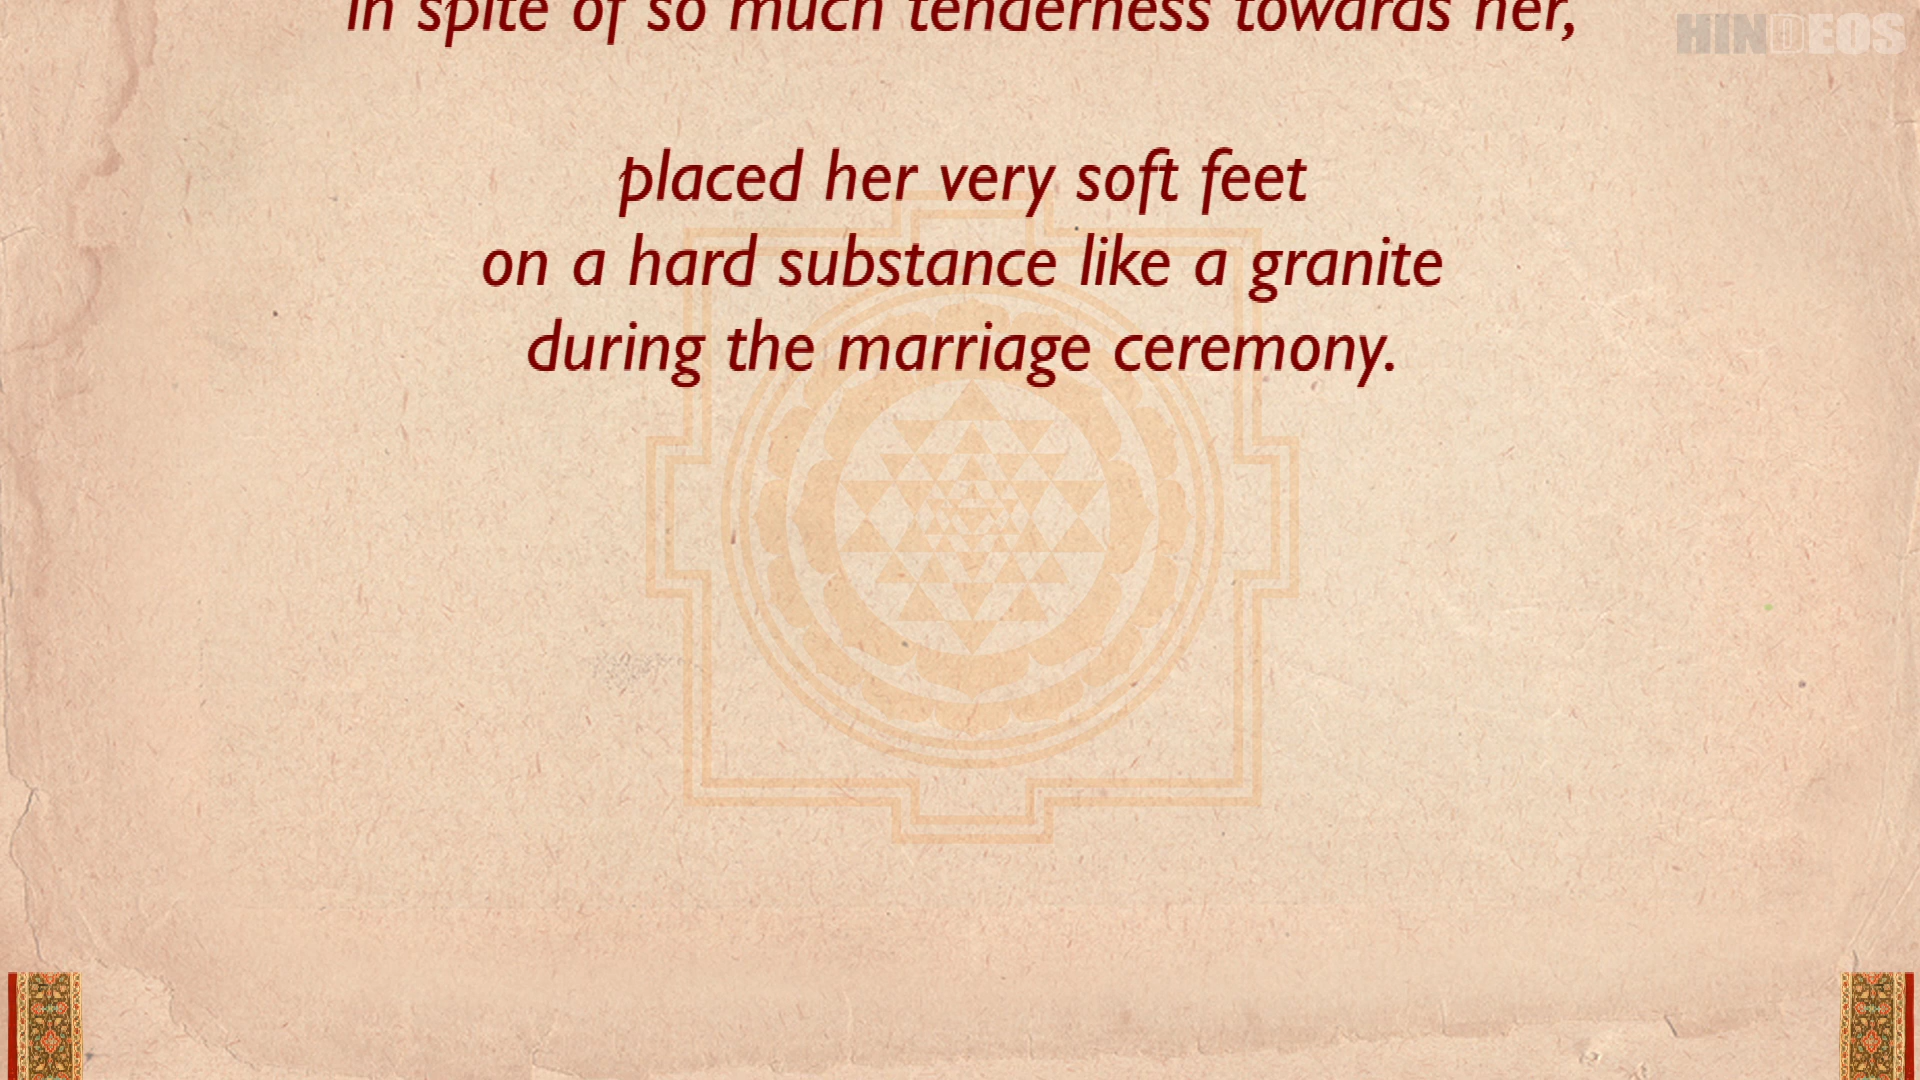 in spite of so much tenderness towards her,
HINDEOS
placed her very soft feet
on a hard substance like a granite
during the marriage ceremony.